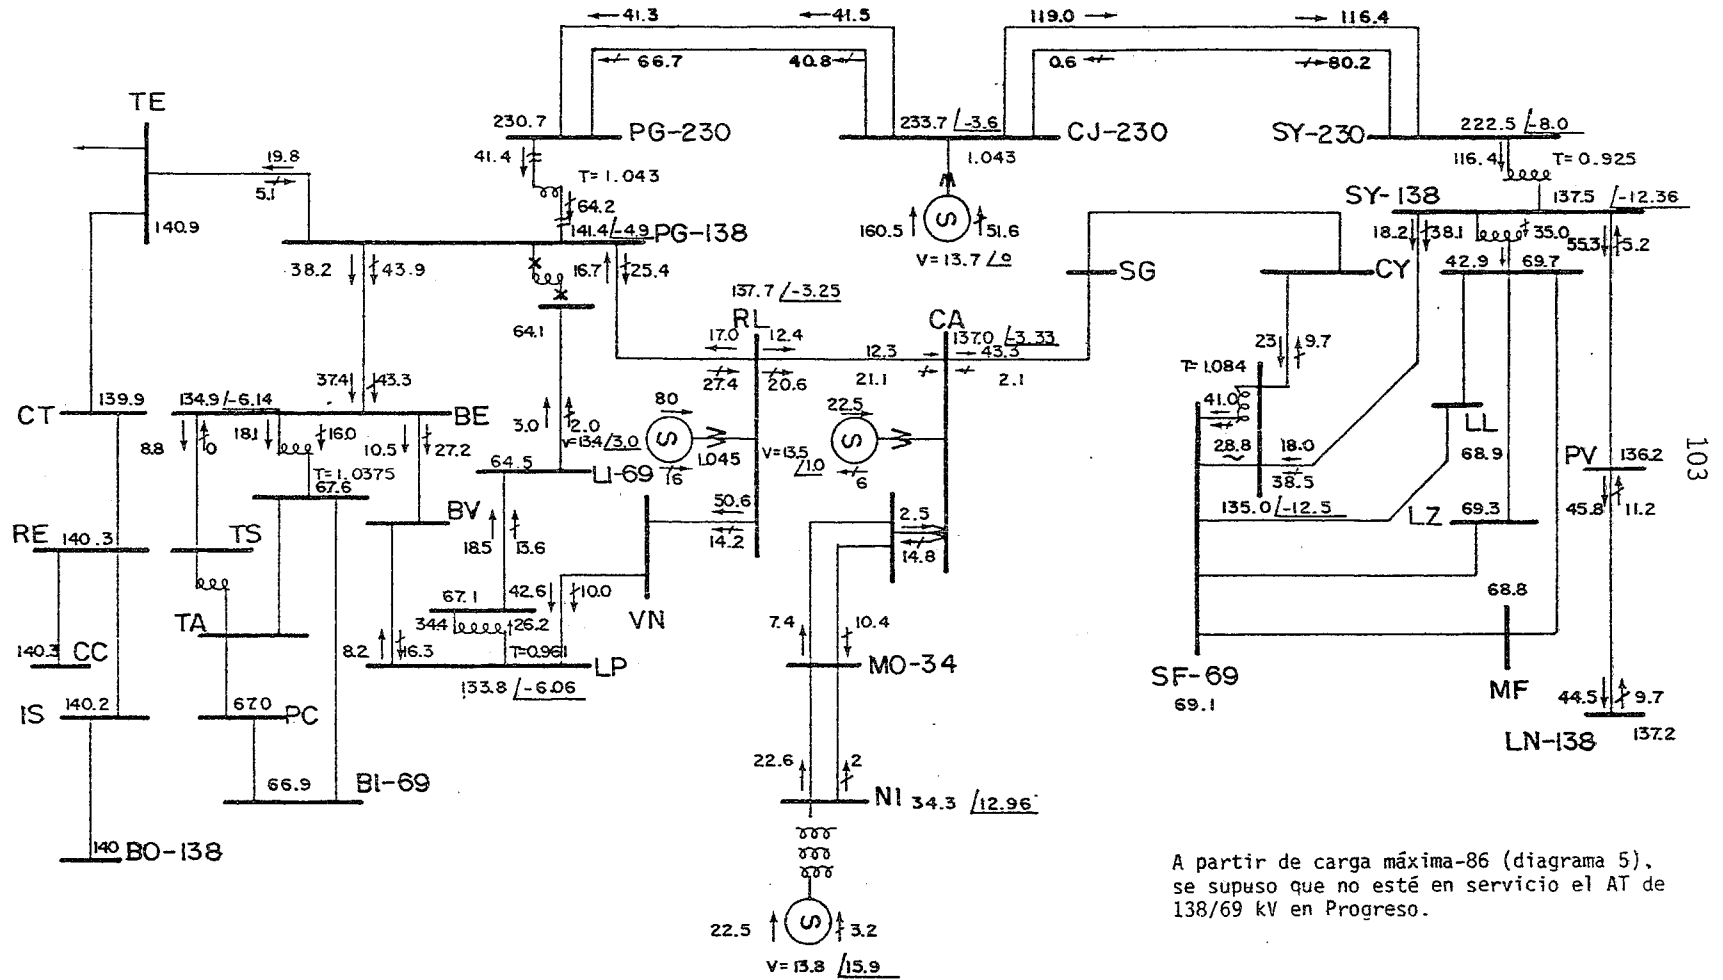 41.3 41.5 119.0 116.4
66.7 40.8 0.6 80.2
TE
230.7 PG-230 233.7 /-3.6 CJ-230 SY-230 222.5 /-8.0
19.8 41.4 T=1.043 1.043 116.4 T=0.925
5.1 64.2 SY-138 137.5 /-12.36
140.9 141.4 /-4.9 PG-138 160.5 S 51.6 18.2 38.1 35.0 55.3 5.2
V=13.7 /0
38.2 43.9 16.7 25.4 SG CY 42.9 69.7
137.7 /-3.25
64.1 RL CA
17.0 12.4 12.3 137.0 /-3.33 43.3 23 9.7
27.4 20.6 21.1 2.1 T=1.084
37.4 43.3 80 22.5 41.0
CT 139.9 134.9 /-6.14 BE 3.0 2.0 V=13.4 /3.0 S 1.045 V=13.5 /1.0 S LL
8.8 0 18.1 16.0 10.5 27.2 6 6 28.8 18.0 68.9 PV 136.2
T=1.0375 64.5 LI-69 38.5
67.6 BV 50.6 135.0 /-12.5 LZ 69.3 45.8 11.2
RE 140.3 TS 18.5 13.6 14.2 2.5
14.8
TA 67.1 42.6 10.0 VN 68.8
34.4 26.2 7.4 10.4
140.3 CC 8.2 16.3 T=0.961 LP MO-34 SF-69 MF
133.8 /-6.06 69.1 44.5 9.7
IS 140.2 67.0 PC LN-138 137.2
66.9 BI-69 22.6 2
NI 34.3 /12.96
140 BO-138
A partir de carga máxima-86 (diagrama 5).
se supuso que no esté en servicio el AT de
138/69 kV en Progreso.
22.5 S 3.2
V=13.8 /15.9
103